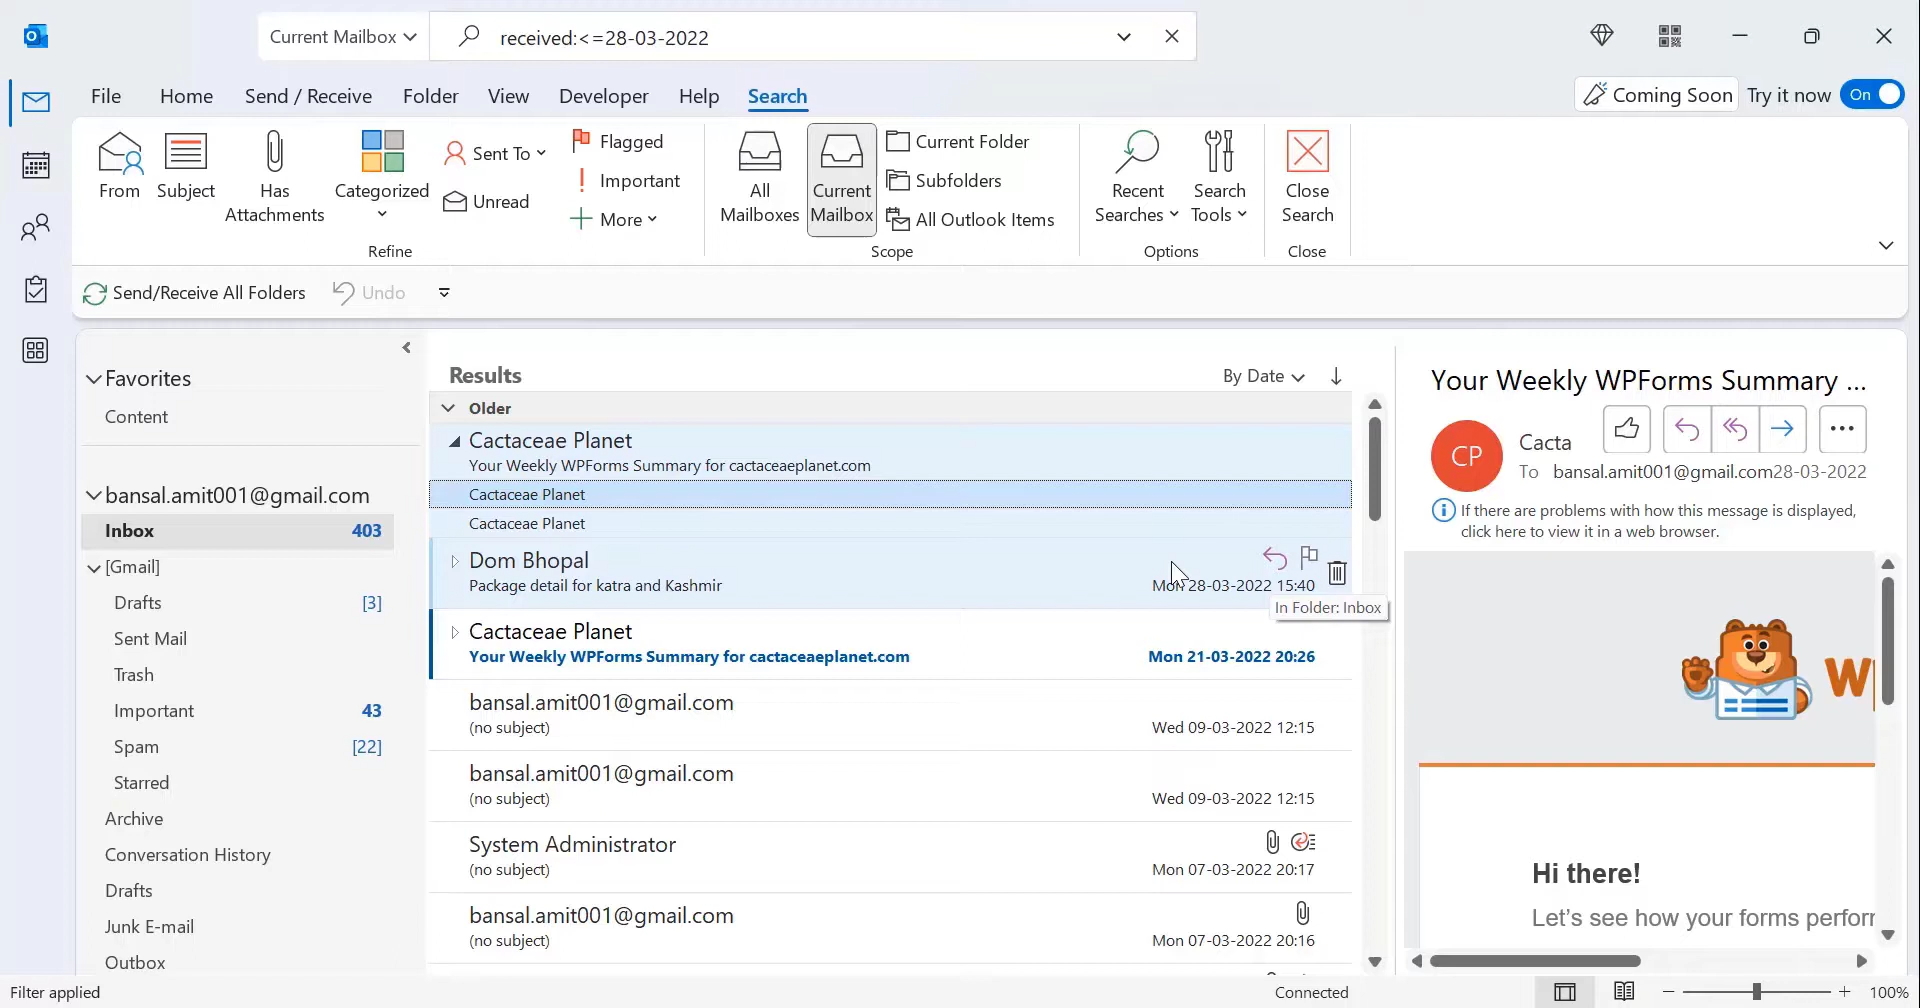 Current Mailbox
received:<=28-03-2022
File Home Send / Receive Folder View Developer Help Search
Coming Soon Try it now On
From
Subject
Has Attachments
Categorized
Sent To
Unread
Flagged
Important
More
Refine
All Mailboxes
Current Mailbox
Current Folder
Subfolders
All Outlook Items
Scope
Recent Searches
Search Tools
Options
Close Search
Close
Send/Receive All Folders Undo
Favorites
Content
bansal.amit001@gmail.com
Inbox 403
[Gmail]
Drafts [3]
Sent Mail
Trash
Important 43
Spam [22]
Starred
Archive
Conversation History
Drafts
Junk E-mail
Outbox
Results By Date
Older
Cactaceae Planet
Your Weekly WPForms Summary for cactaceaeplanet.com
Cactaceae Planet
Cactaceae Planet
Dom Bhopal
Package detail for katra and Kashmir Mon 28-03-2022 15:40
In Folder: Inbox
Cactaceae Planet
Your Weekly WPForms Summary for cactaceaeplanet.com Mon 21-03-2022 20:26
bansal.amit001@gmail.com
(no subject) Wed 09-03-2022 12:15
bansal.amit001@gmail.com
(no subject) Wed 09-03-2022 12:15
System Administrator
(no subject) Mon 07-03-2022 20:17
bansal.amit001@gmail.com
(no subject) Mon 07-03-2022 20:16
Your Weekly WPForms Summary ...
CP
Cacta
To bansal.amit001@gmail.com 28-03-2022
If there are problems with how this message is displayed,
click here to view it in a web browser.
W
Hi there!
Let's see how your forms perfor
Filter applied Connected 100%